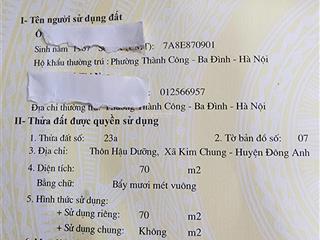 I- Tên người sử dụng đất
Ô
Sinh năm 7A8E870901
Hộ khẩu thường trú : Phường Thành Công - Ba Đình - Hà Nội
012566957
Địa chỉ thường Thành Công - Ba Đình - Hà Nội
II- Thửa đất được quyền sử dụng
1. Thửa đất số: 23a 2. Tờ bản đồ số: 07
3. Địa chỉ: Thôn Hậu Dưỡng, Xã Kim Chung - Huyện Đông Anh
4. Diện tích: 70 m2
Bằng chữ: Bẩy mươi mét vuông
5. Hình thức sử dụng:
+ Sử dụng riêng: 70 m2
+ Sử dụng chung: Không m2